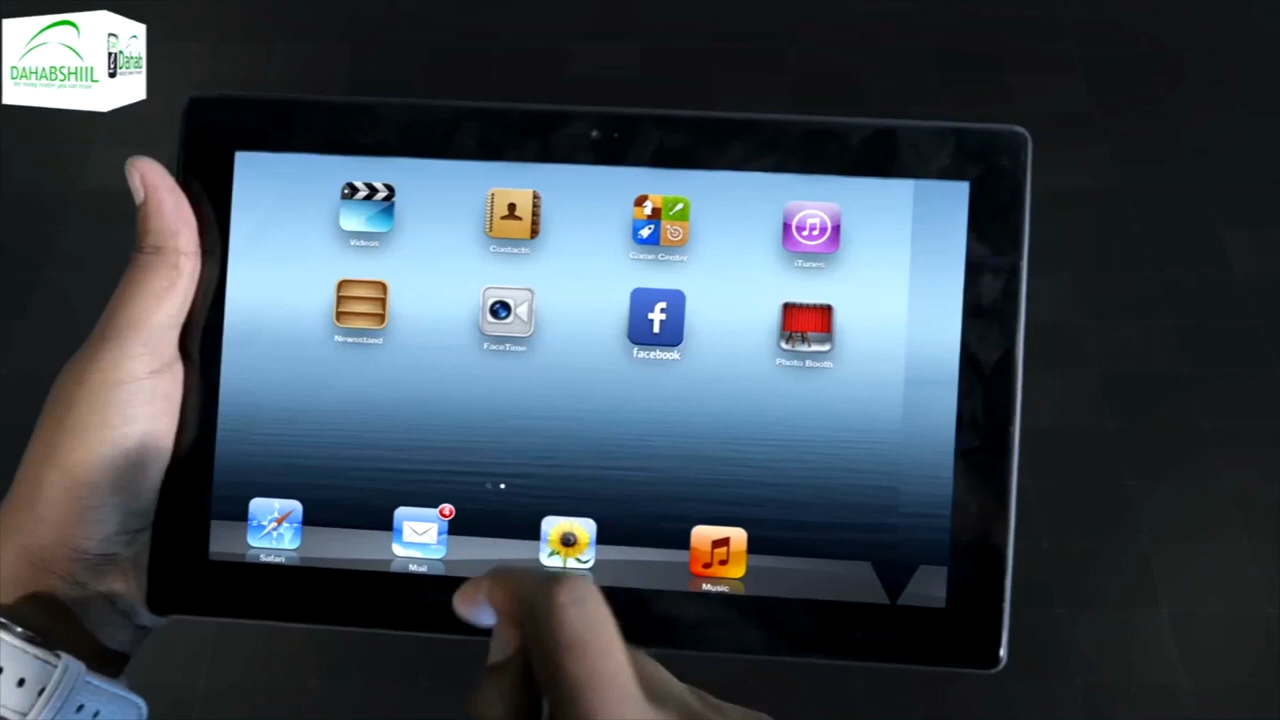 DAHABSHIIL
Dahab
Videos
Contacts
Game Center
iTunes
Newsstand
FaceTime
facebook
Photo Booth
4
Safari
Mail
Music